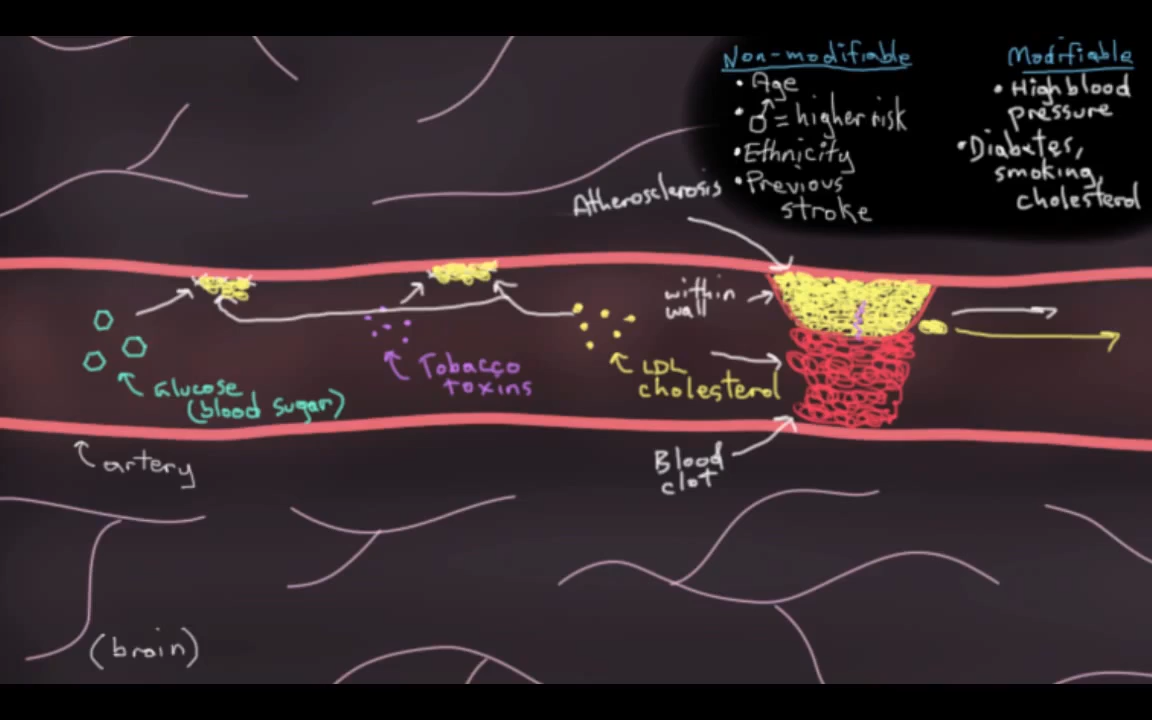 Non-modifiable
• Age
• ♂ = higher risk
• Ethnicity
• Previous
stroke
Modifiable
• High blood
pressure
• Diabetes,
smoking,
cholesterol
Atherosclerosis
within
wall
Glucose
(blood sugar)
Tobacco
toxins
LDL
cholesterol
Blood
clot
artery
(brain)